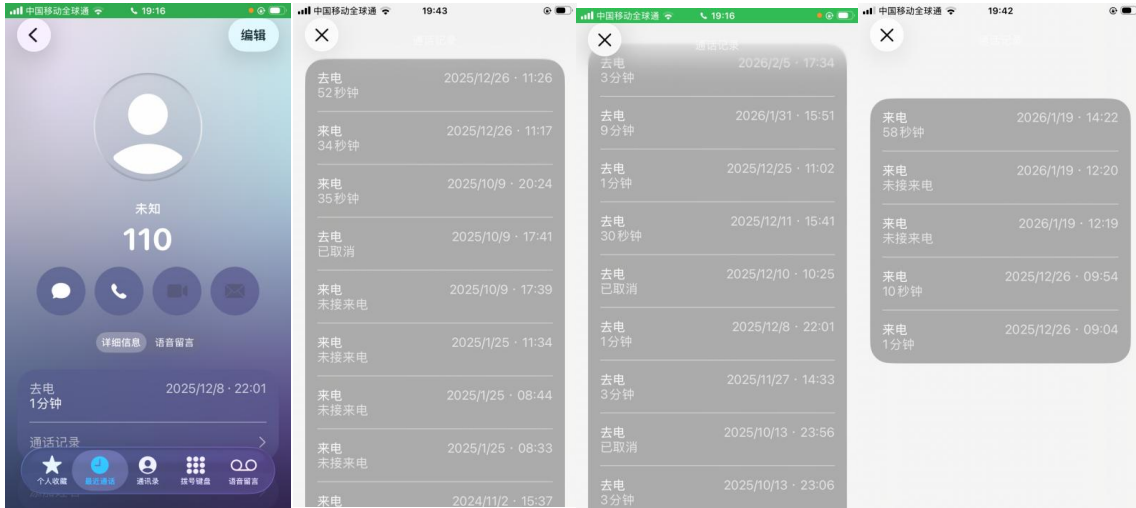 中国移动全球通
19:16
编辑
未知
110
详细信息
语音留言
去电
2025/12/8 · 22:01
1分钟
通话记录
个人收藏
最近通话
通讯录
拨号键盘
语音留言
中国移动全球通
19:43
通话记录
去电
2025/12/26 · 11:26
52秒钟
来电
2025/12/26 · 11:17
34秒钟
来电
2025/10/9 · 20:24
35秒钟
去电
2025/10/9 · 17:41
已取消
来电
2025/10/9 · 17:39
未接来电
来电
2025/1/25 · 11:34
未接来电
来电
2025/1/25 · 08:44
未接来电
来电
2025/1/25 · 08:33
未接来电
来电
2024/11/2 · 15:37
中国移动全球通
19:16
通话记录
去电
2026/2/5 · 17:34
3分钟
去电
2026/1/31 · 15:51
9分钟
去电
2025/12/25 · 11:02
1分钟
去电
2025/12/11 · 15:41
30秒钟
去电
2025/12/10 · 10:25
已取消
去电
2025/12/8 · 22:01
1分钟
去电
2025/11/27 · 14:33
3分钟
去电
2025/10/13 · 23:56
已取消
去电
2025/10/13 · 23:06
3分钟
中国移动全球通
19:42
来电
2026/1/19 · 14:22
58秒钟
来电
2026/1/19 · 12:20
未接来电
来电
2026/1/19 · 12:19
未接来电
来电
2025/12/26 · 09:54
10秒钟
来电
2025/12/26 · 09:04
1分钟